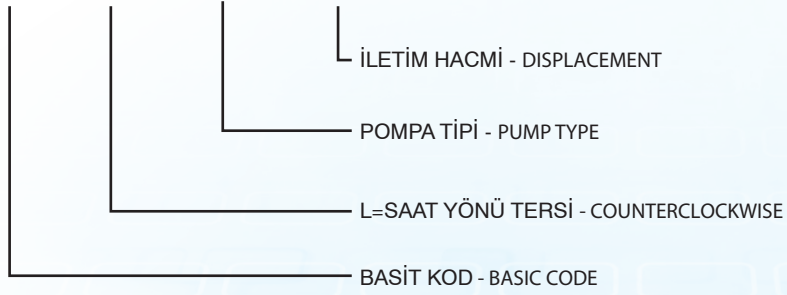 İLETİM HACMİ - DISPLACEMENT
POMPA TİPİ - PUMP TYPE
L=SAAT YÖNÜ TERSİ - COUNTERCLOCKWISE
BASİT KOD - BASIC CODE